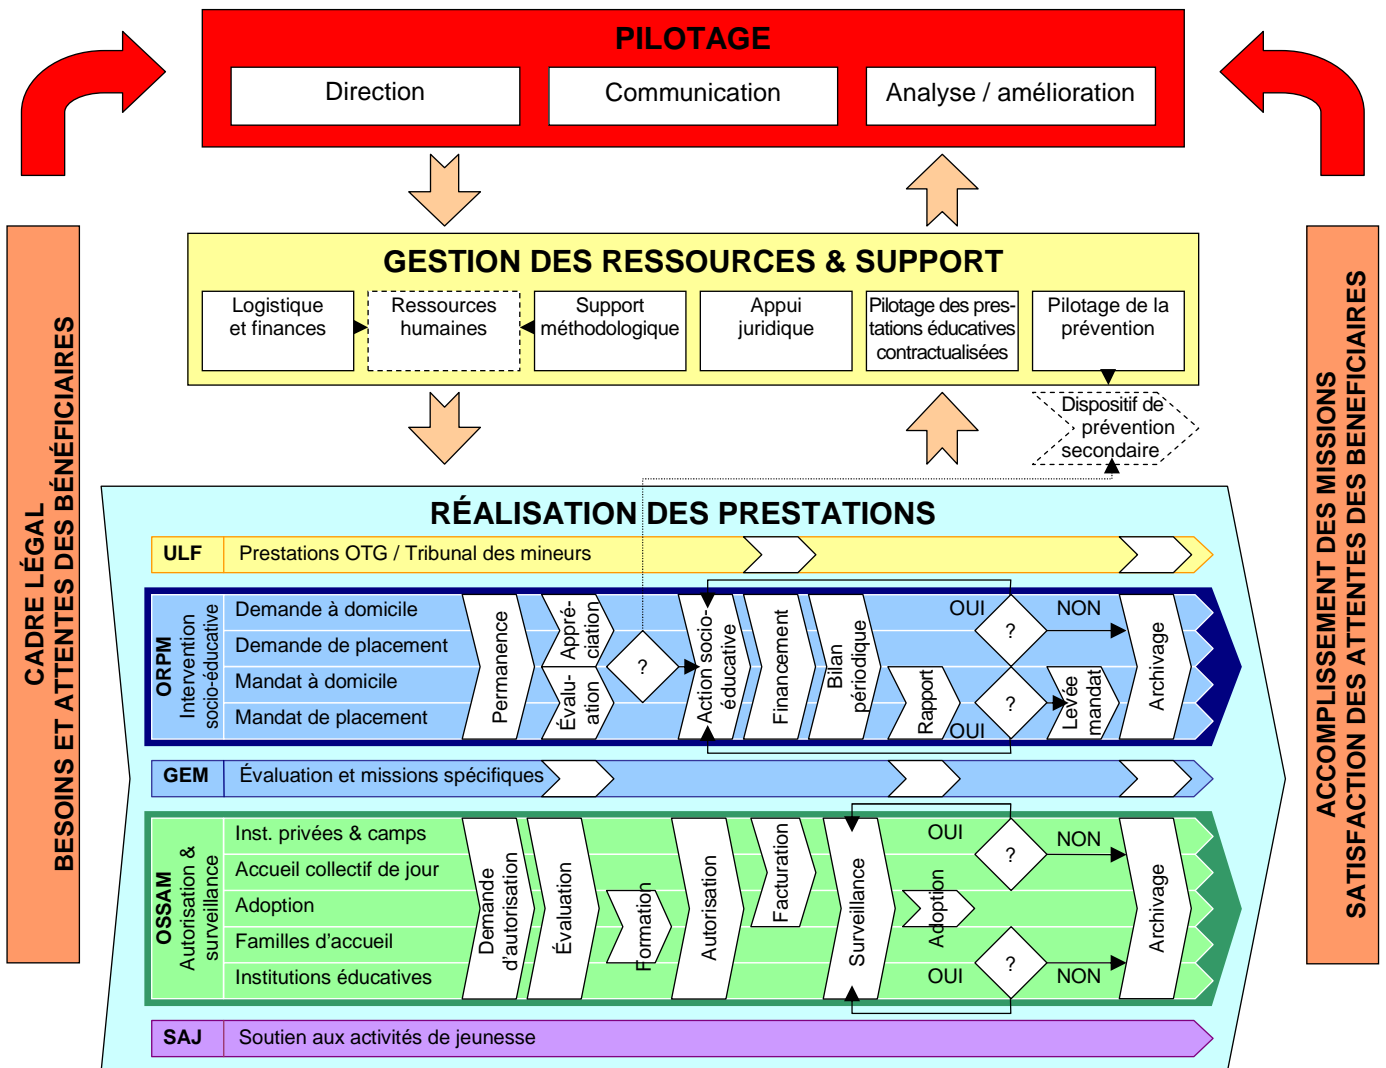 PILOTAGE
Direction
Communication
Analyse / amélioration
CADRE LÉGAL
BESOINS ET ATTENTES DES BÉNÉFICIAIRES
GESTION DES RESSOURCES & SUPPORT
Logistique
et finances
Ressources
humaines
Support
méthodologique
Appui
juridique
Pilotage des pres-
tations éducatives
contractualisées
Pilotage de la
prévention
Dispositif de
prévention
secondaire
ACCOMPLISSEMENT DES MISSIONS
SATISFACTION DES ATTENTES DES BENEFICIAIRES
RÉALISATION DES PRESTATIONS
ULF
Prestations OTG / Tribunal des mineurs
ORPM
Intervention
socio-éducative
Demande à domicile
Demande de placement
Mandat à domicile
Mandat de placement
Permanence
Appré-
ciation
Évalu-
ation
?
Action socio-
éducative
Financement
Bilan
périodique
Rapport
OUI
?
NON
OUI
?
Levée
mandat
Archivage
GEM
Évaluation et missions spécifiques
OSSAM
Autorisation &
surveillance
Inst. privées & camps
Accueil collectif de jour
Adoption
Familles d'accueil
Institutions éducatives
Demande
d'autorisation
Évaluation
Formation
Autorisation
Facturation
Surveillance
Adoption
OUI
?
NON
OUI
?
NON
Archivage
SAJ
Soutien aux activités de jeunesse